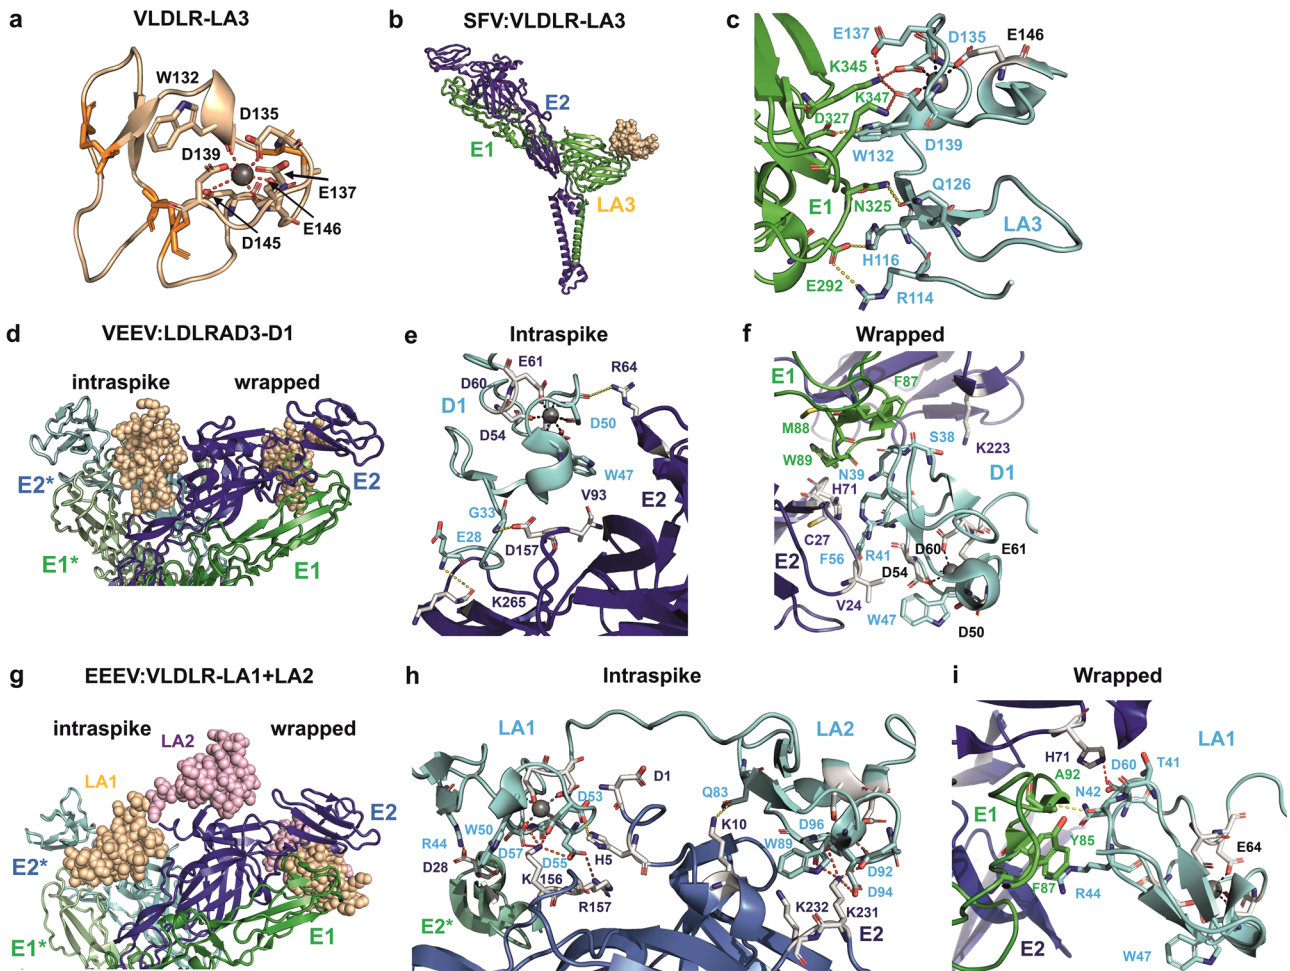 a
VLDLR-LA3
W132
D135
D139
E137
E146
D145
b
SFV:VLDLR-LA3
E2
E1
LA3
c
E137
D135
E146
K345
K347
D327
W132
D139
Q126
E1
N325
LA3
H116
E292
R114
d
VEEV:LDLRAD3-D1
intraspike
wrapped
E2*
E2
E1*
E1
e
Intraspike
E61
R64
D60
D1
D50
D54
W47
E2
V93
G33
E28
D157
K265
f
Wrapped
E1
F87
M88
S38
K223
W89
D1
N39
H71
C27
D60
E61
E2
F56
R41
D54
V24
W47
D50
g
EEEV:VLDLR-LA1+LA2
intraspike
wrapped
LA2
LA1
E2
E2*
E1*
E1
h
Intraspike
LA1
LA2
D1
D53
Q83
W50
K10
D96
R44
W89
D57
D55
H5
D28
D92
K156
D94
R157
K232
K231
E2*
E2
i
Wrapped
H71
D60
T41
LA1
A92
N42
E1
Y85
E64
F87
R44
E2
W47